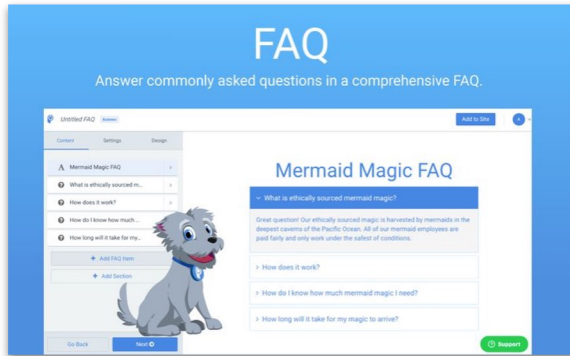 FAQ
Answer commonly asked questions in a comprehensive FAQ.
Untitled FAQ
Add to Site
Content Settings Design
Mermaid Magic FAQ
What is ethically sourced m...
How does it work?
How do I know how much ...
How long will it take for my...
+ Add FAQ Item
+ Add Section
Go Back
Next
Mermaid Magic FAQ
What is ethically sourced mermaid magic?
Great question! Our ethically sourced magic is harvested by mermaids in the
deepest caverns of the Pacific Ocean. All of our mermaid employees are
paid fairly and only work under the safest of conditions.
How does it work?
How do I know how much mermaid magic I need?
How long will it take for my magic to arrive?
Support